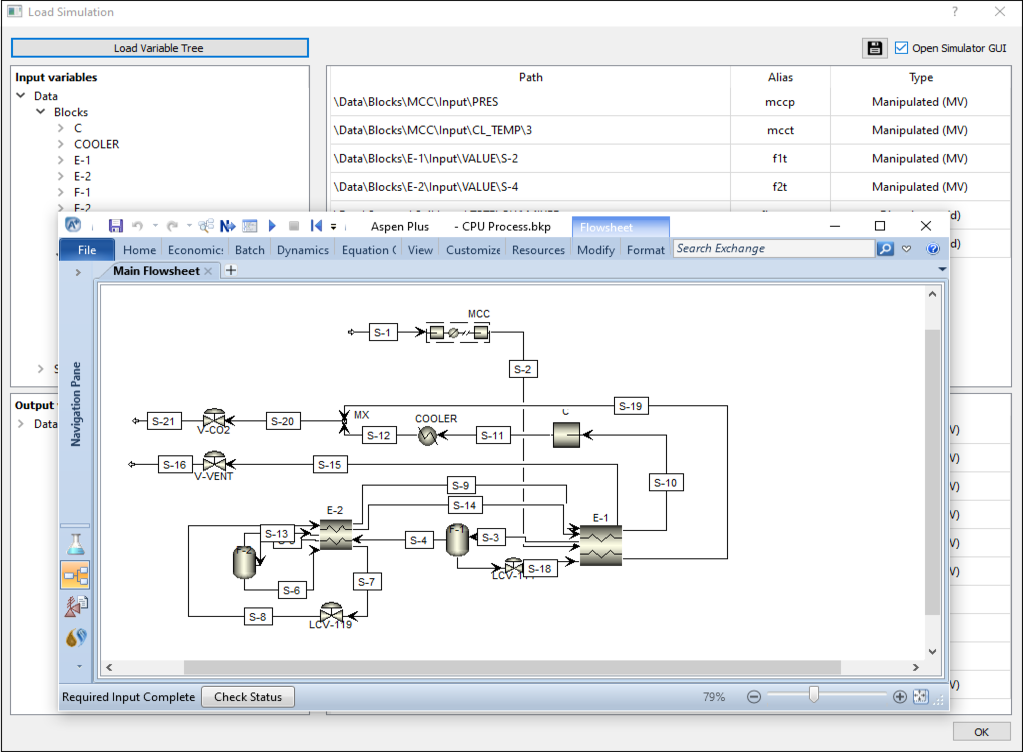 Load Simulation ?
Load Variable Tree
Open Simulator GUI
Input variables
Data
Blocks
C
COOLER
E-1
E-2
F-1
F-2
Path Alias Type
\Data\Blocks\MCC\Input\PRES mccp Manipulated (MV)
\Data\Blocks\MCC\Input\CL_TEMP\3 mcct Manipulated (MV)
\Data\Blocks\E-1\Input\VALUE\S-2 f1t Manipulated (MV)
\Data\Blocks\E-2\Input\VALUE\S-4 f2t Manipulated (MV)
Aspen Plus - CPU Process.bkp
Flowsheet
File Home Economics Batch Dynamics Equation View Customize Resources Modify Format Search Exchange
Main Flowsheet
Navigation Pane
MCC
S-1
S-2
S-19
S-21
V-CO2
S-20
MX
S-12
COOLER
S-11
C
S-16
V-VENT
S-15
S-9
S-14
S-10
E-2
E-1
S-13
S-4
F-1
S-3
F-2
S-6
S-7
S-18
S-8
LCV-119
Output
Data
Required Input Complete Check Status 79%
OK